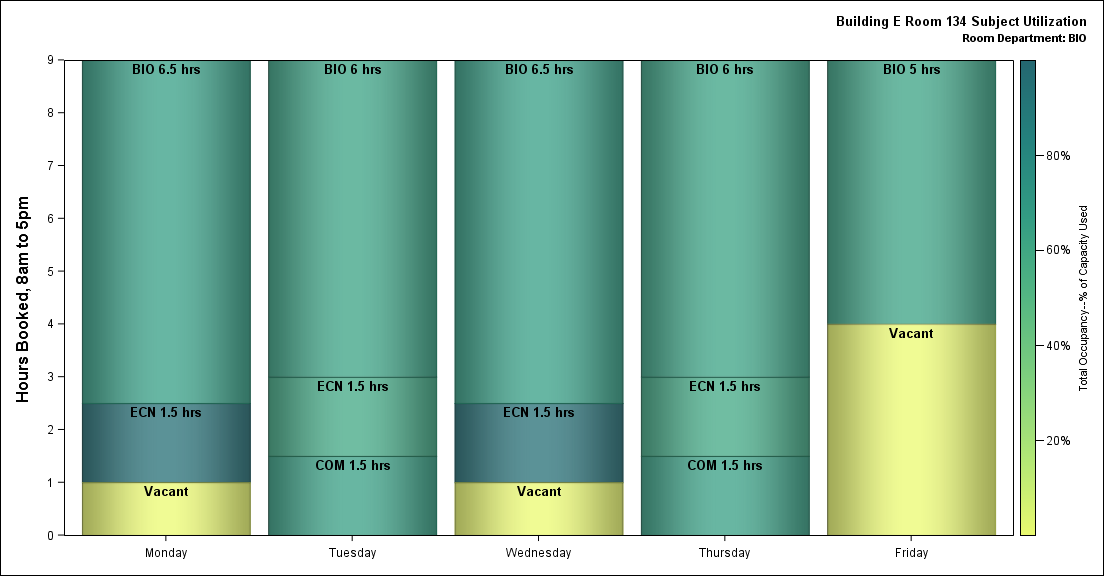 Building E Room 134 Subject Utilization
Room Department: BIO
Hours Booked, 8am to 5pm
9
8
7
6
5
4
3
2
1
0
BIO 6.5 hrs
ECN 1.5 hrs
Vacant
BIO 6 hrs
ECN 1.5 hrs
COM 1.5 hrs
BIO 6.5 hrs
ECN 1.5 hrs
Vacant
BIO 6 hrs
ECN 1.5 hrs
COM 1.5 hrs
BIO 5 hrs
Vacant
Monday
Tuesday
Wednesday
Thursday
Friday
80%
60%
40%
20%
Total Occupancy--% of Capacity Used